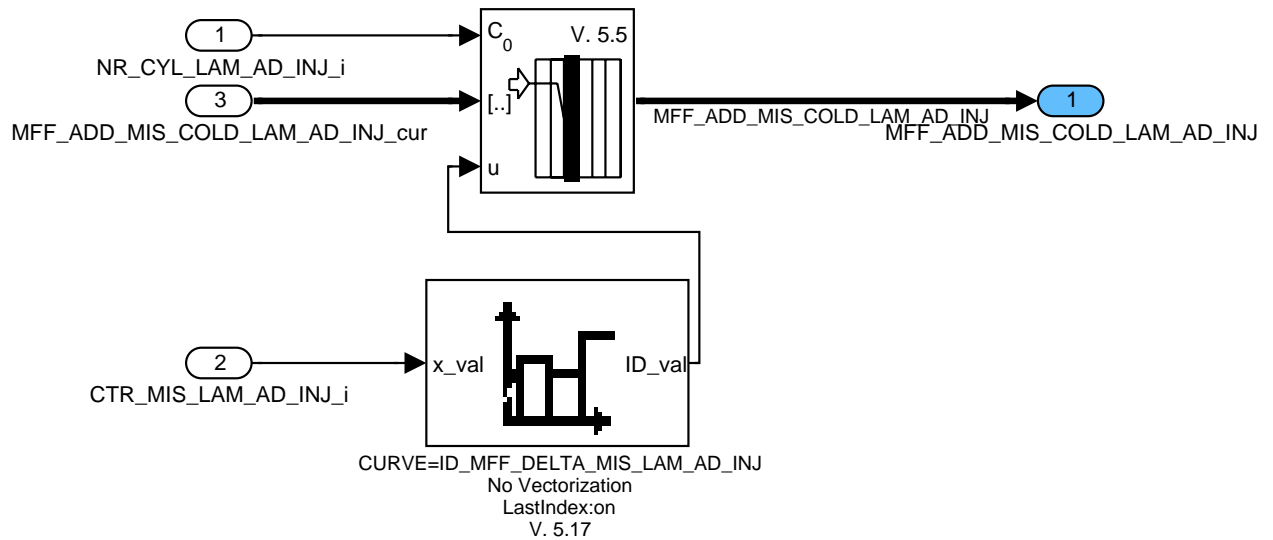 1
NR_CYL_LAM_AD_INJ_i
3
MFF_ADD_MIS_COLD_LAM_AD_INJ_cur
C0
V. 5.5
[..]
u
MFF_ADD_MIS_COLD_LAM_AD_INJ
1
MFF_ADD_MIS_COLD_LAM_AD_INJ
2
CTR_MIS_LAM_AD_INJ_i
x_val
ID_val
CURVE=ID_MFF_DELTA_MIS_LAM_AD_INJ
No Vectorization
LastIndex:on
V. 5.17